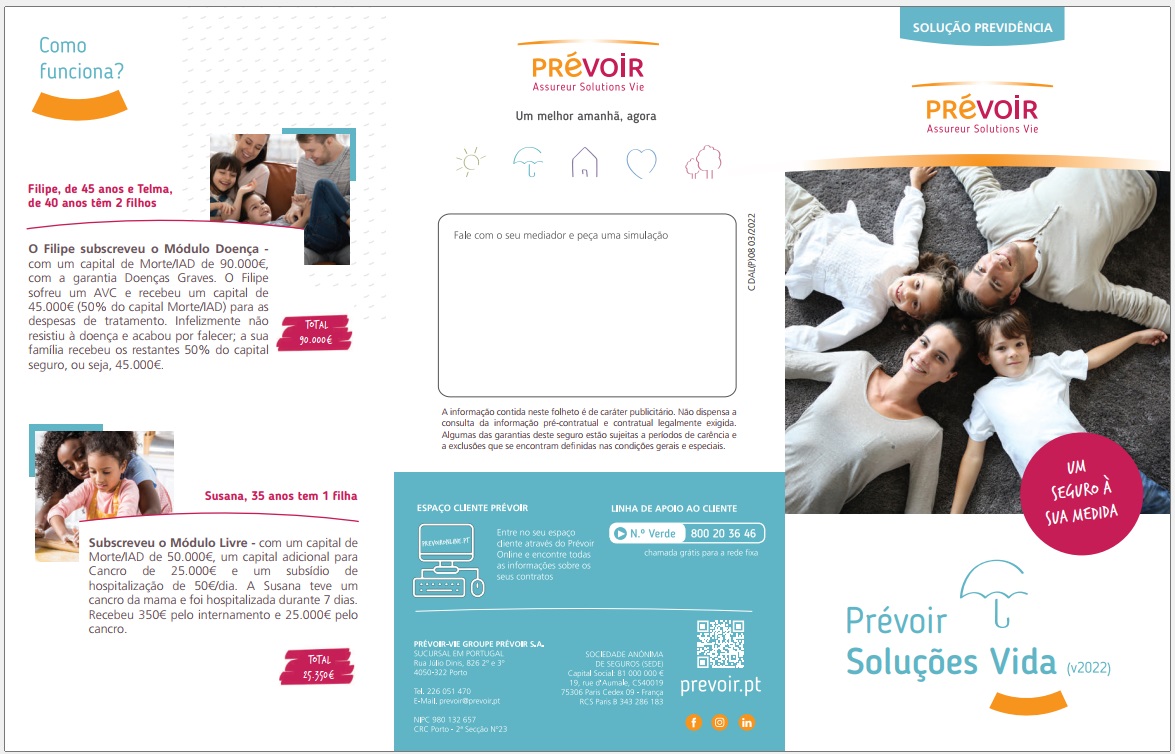 Como
funciona?
Filipe, de 45 anos e Telma,
de 40 anos têm 2 filhos
O Filipe subscreveu o Módulo Doença -
com um capital de Morte/IAD de 90.000€,
com a garantia Doenças Graves. O Filipe
sofreu um AVC e recebeu um capital de
45.000€ (50% do capital Morte/IAD) para as
despesas de tratamento. Infelizmente não
resistiu à doença e acabou por falecer; a sua
família recebeu os restantes 50% do capital
seguro, ou seja, 45.000€.
TOTAL
90.000€
Susana, 35 anos tem 1 filha
Subscreveu o Módulo Livre - com um capital de
Morte/IAD de 50.000€, um capital adicional para
Cancro de 25.000€ e um subsídio de
hospitalização de 50€/dia. A Susana teve um
cancro da mama e foi hospitalizada durante 7 dias.
Recebeu 350€ pelo internamento e 25.000€ pelo
cancro.
TOTAL
25.350€
PRéVOIR
Assureur Solutions Vie
Um melhor amanhã, agora
Fale com o seu mediador e peça uma simulação
C DAL(P)08 03/2022
A informação contida neste folheto é de caráter publicitário. Não dispensa a
consulta da informação pré-contratual e contratual legalmente exigida.
Algumas das garantias deste seguro estão sujeitas a períodos de carência e
a exclusões que se encontram definidas nas condições gerais e especiais.
ESPAÇO CLIENTE PRÉVOIR
PREVOIRONLINE.PT
Entre no seu espaço
cliente através do Prévoir
Online e encontre todas
as informações sobre os
seus contratos
LINHA DE APOIO AO CLIENTE
N.º Verde 800 20 36 46
chamada grátis para a rede fixa
PRÉVOIR-VIE GROUPE PRÉVOIR S.A.
SUCURSAL EM PORTUGAL
Rua Júlio Dinis, 826 2º e 3º
4050-322 Porto
Tel. 226 051 470
E-Mail. prevoir@prevoir.pt
NIPC 980 132 657
CRC Porto - 2ª Secção Nº23
SOCIEDADE ANÓNIMA
DE SEGUROS (SEDE)
Capital Social: 81 000 000 €
19, rue d'Aumale, CS40019
75306 Paris Cedex 09 - França
RCS Paris B 343 286 183
prevoir.pt
SOLUÇÃO PREVIDÊNCIA
PRéVOIR
Assureur Solutions Vie
UM
SEGURO À
SUA MEDIDA
Prévoir
Soluções Vida (v2022)